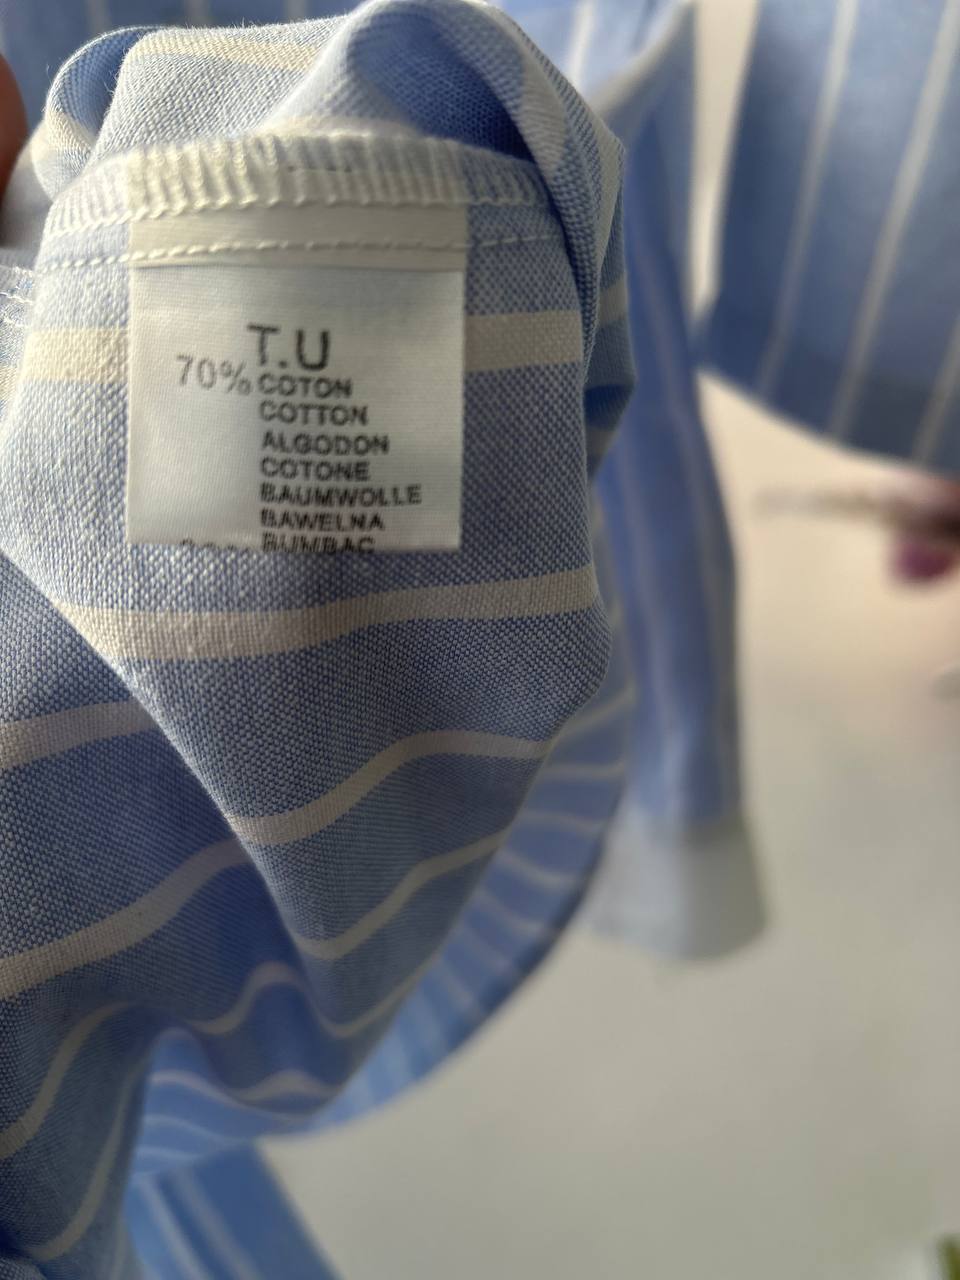 T.U
70% COTON
COTTON
ALGODON
COTONE
BAUMWOLLE
BAWELNA
BUMBAC